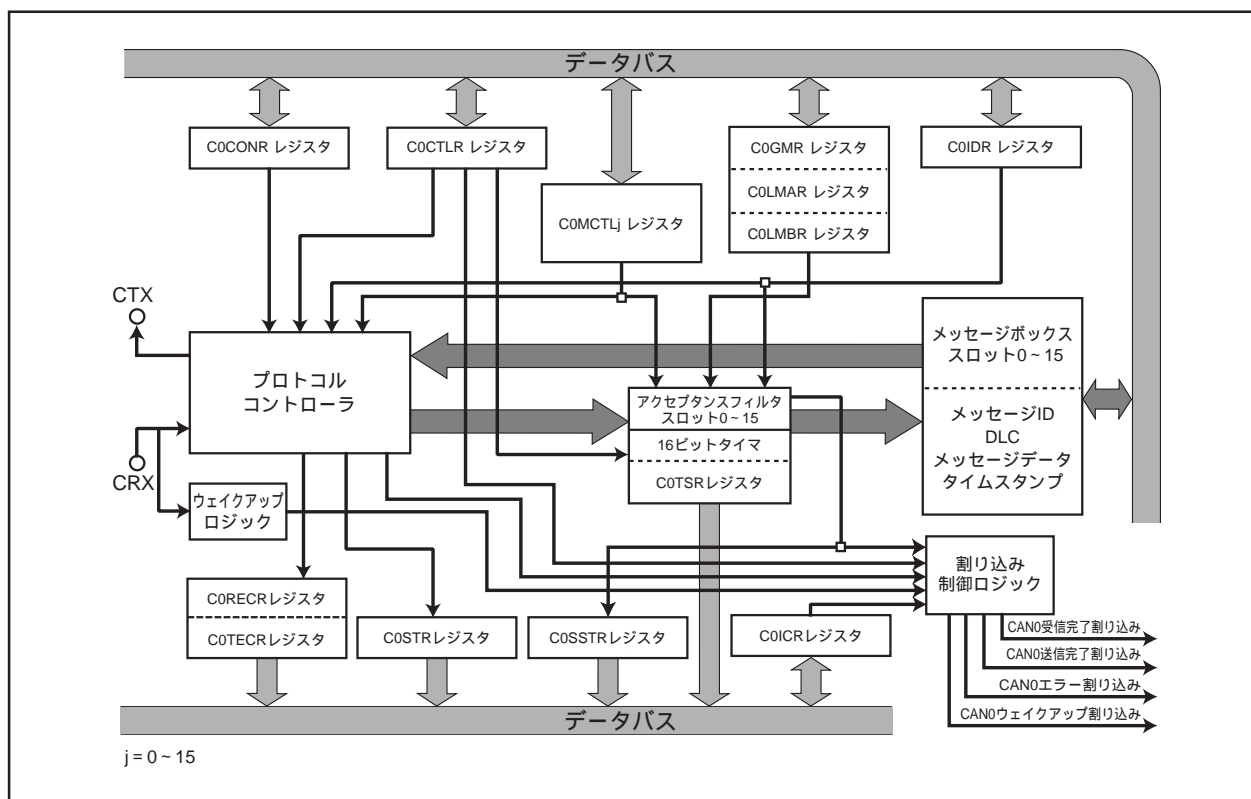 データバス
C0CONR レジスタ
C0CTLR レジスタ
C0MCTLj レジスタ
C0GMR レジスタ
C0LMAR レジスタ
C0LMBR レジスタ
C0IDR レジスタ
CTX
CRX
プロトコル
コントローラ
アクセプタンスフィルタ
スロット0~15
16ビットタイマ
C0TSRレジスタ
メッセージボックス
スロット0~15
メッセージID
DLC
メッセージデータ
タイムスタンプ
ウェイクアップ
ロジック
割り込み
制御ロジック
C0RECRレジスタ
C0TECRレジスタ
C0STRレジスタ
C0SSTRレジスタ
C0ICRレジスタ
CAN0受信完了割り込み
CAN0送信完了割り込み
CAN0エラー割り込み
CAN0ウェイクアップ割り込み
データバス
j = 0 ~ 15